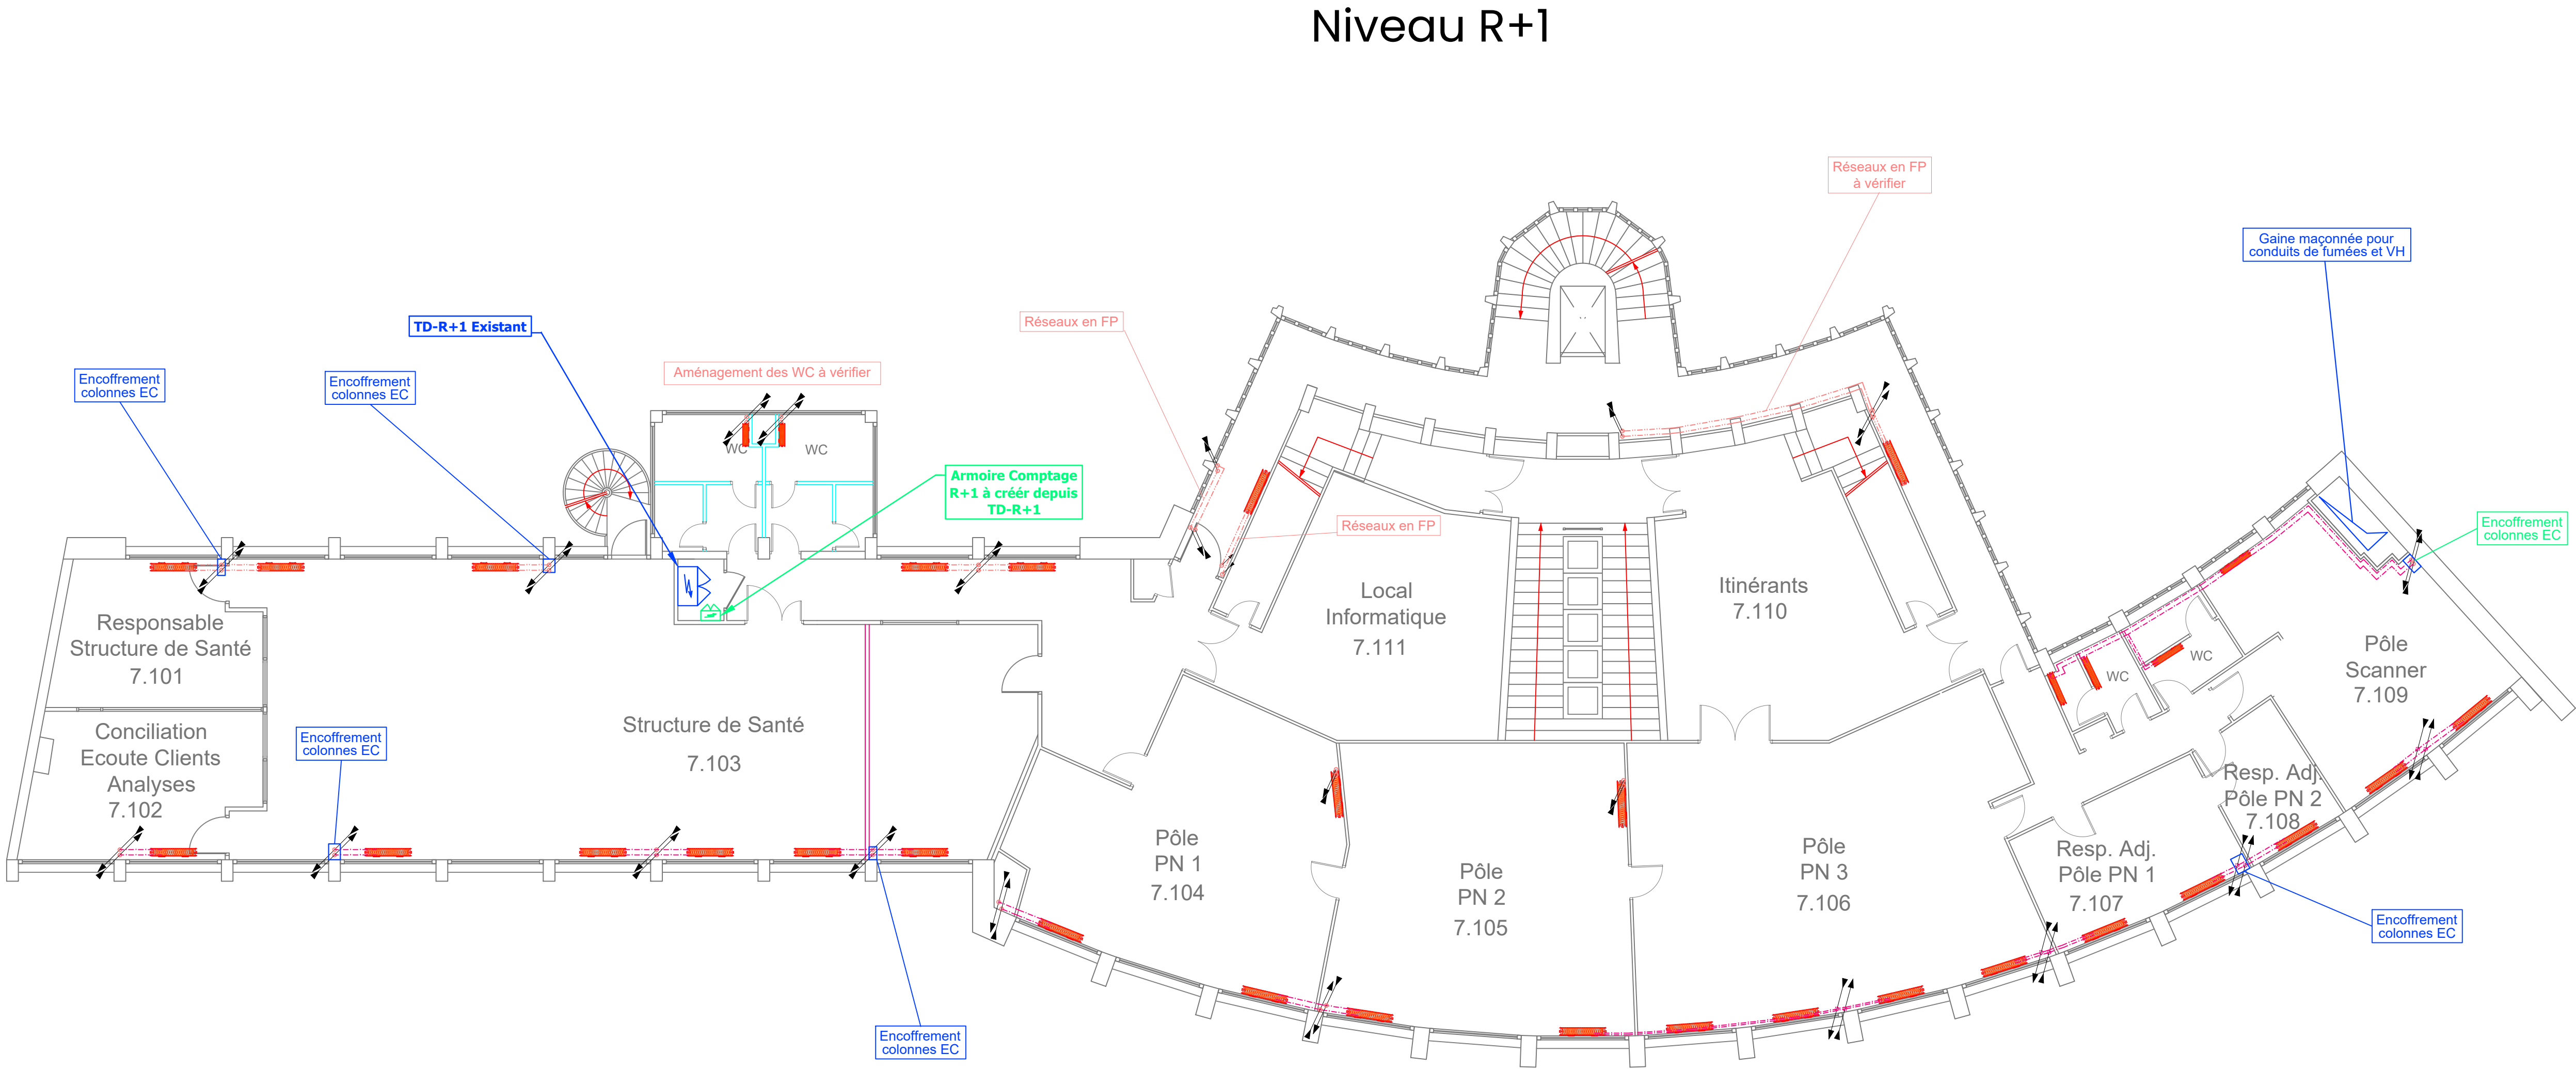 Niveau R+1
Réseaux en FP
à vérifier
Gaine maçonnée pour
conduits de fumées et VH
Réseaux en FP
TD-R+1 Existant
Aménagement des WC à vérifier
Encoffrement
colonnes EC
Encoffrement
colonnes EC
WC
WC
Armoire Comptage
R+1 à créér depuis
TD-R+1
Réseaux en FP
Encoffrement
colonnes EC
Responsable
Structure de Santé
7.101
Local
Informatique
7.111
Itinérants
7.110
Pôle
Scanner
7.109
WC
WC
Conciliation
Ecoute Clients
Analyses
7.102
Encoffrement
colonnes EC
Structure de Santé
7.103
Resp. Adj.
Pôle PN 2
7.108
Pôle
PN 1
7.104
Pôle
PN 2
7.105
Pôle
PN 3
7.106
Resp. Adj.
Pôle PN 1
7.107
Encoffrement
colonnes EC
Encoffrement
colonnes EC